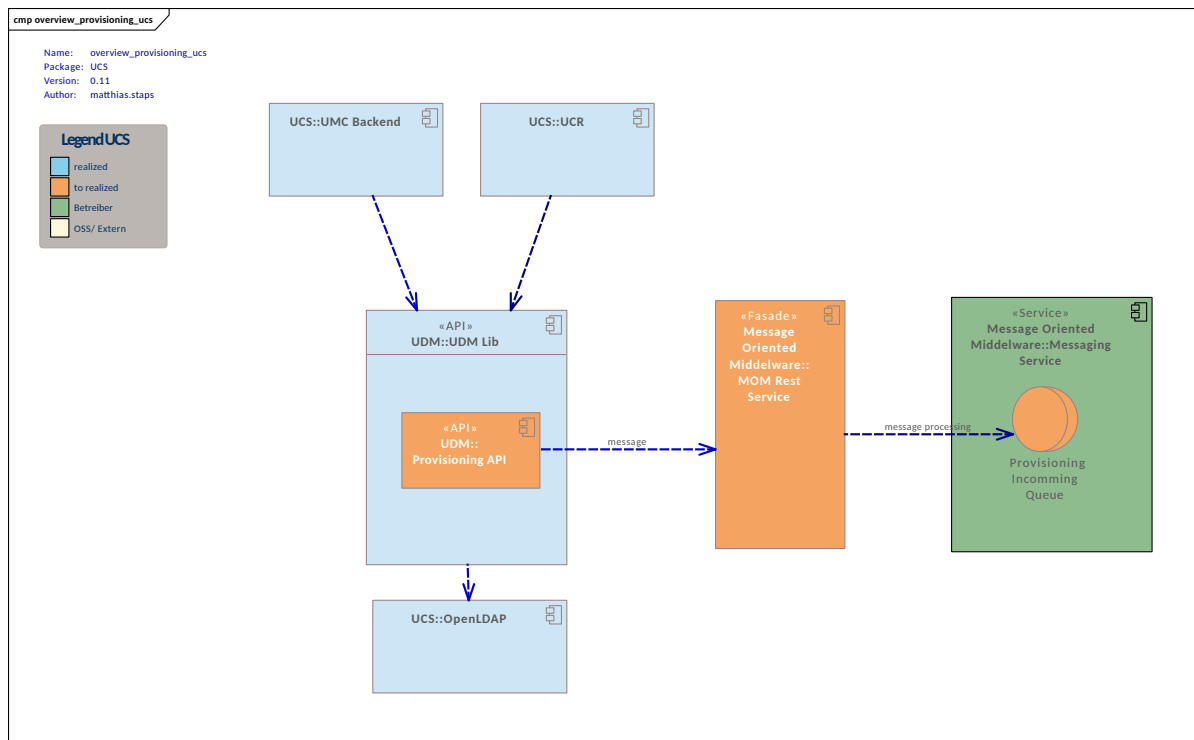 cmp overview_provisioning_ucs
Name: overview_provisioning_ucs
Package: UCS
Version: 0.11
Author: matthias.staps
Legend UCS
realized
to realized
Betreiber
OSS/ Extern
UCS::UMC Backend
UCS::UCR
«API»
UDM::UDM Lib
«API»
UDM::
Provisioning API
message
«Fasade»
Message
Oriented
Middelware::
MOM Rest
Service
message processing
«Service»
Message Oriented
Middelware::Messaging
Service
Provisioning
Incomming
Queue
UCS::OpenLDAP